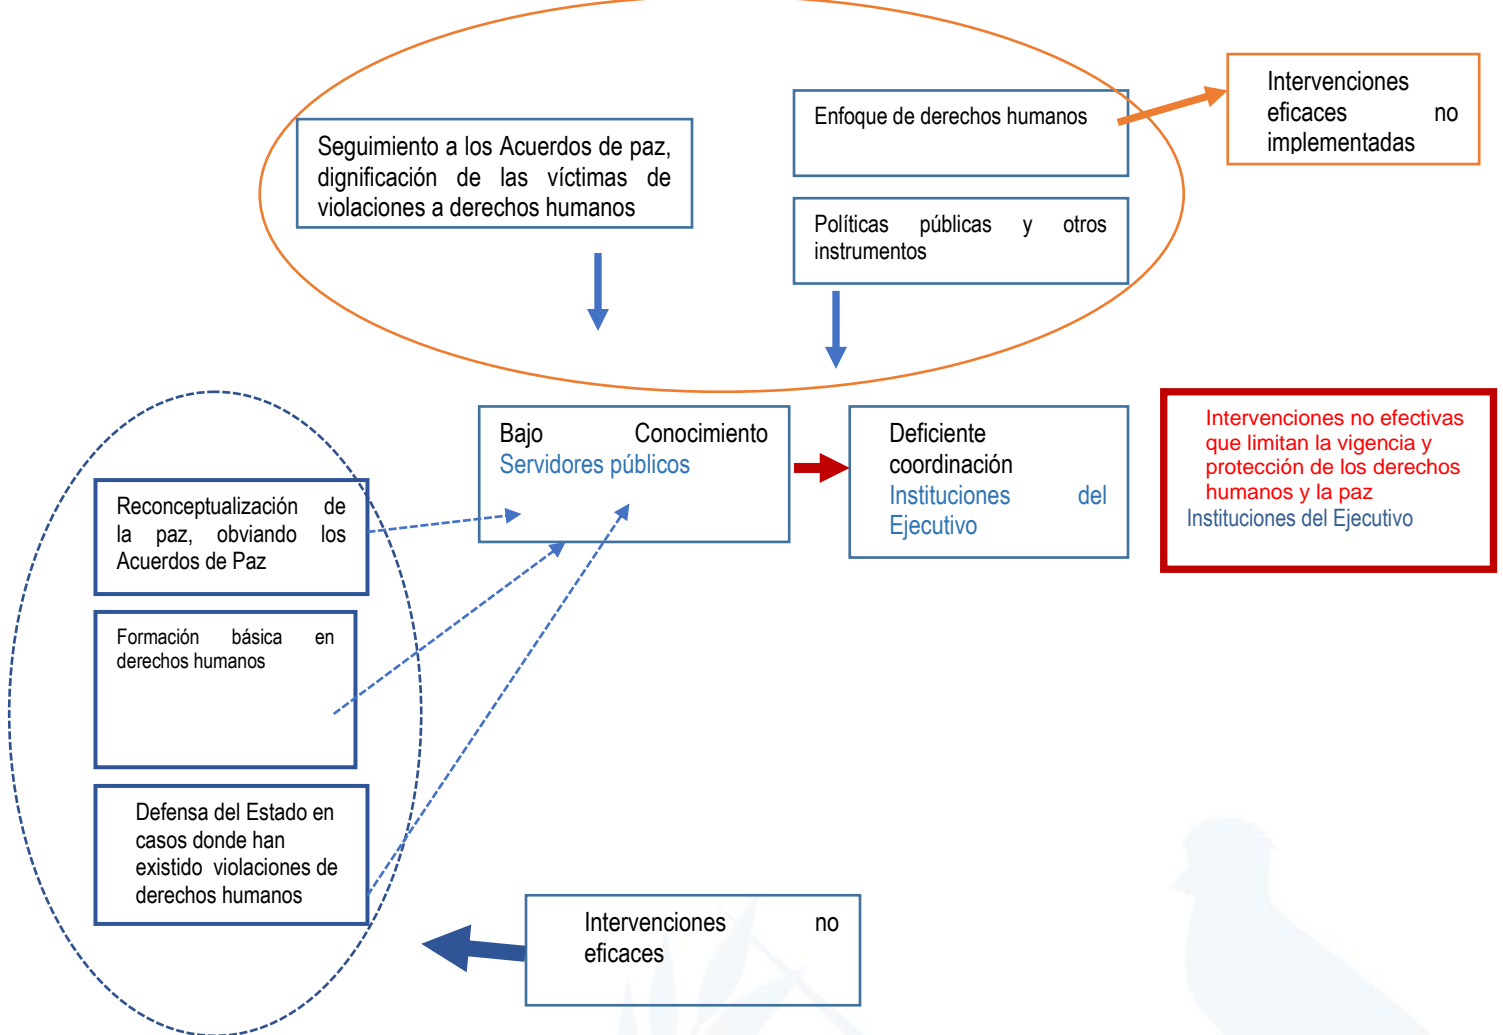 Seguimiento a los Acuerdos de paz,
dignificación de las víctimas de
violaciones a derechos humanos
Enfoque de derechos humanos
Políticas públicas y otros
instrumentos
Intervenciones
eficaces no
implementadas
Bajo Conocimiento
Servidores públicos
Deficiente
coordinación
Instituciones del
Ejecutivo
Intervenciones no efectivas
que limitan la vigencia y
protección de los derechos
humanos y la paz
Instituciones del Ejecutivo
Reconceptualización de
la paz, obviando los
Acuerdos de Paz
Formación básica en
derechos humanos
Defensa del Estado en
casos donde han
existido violaciones de
derechos humanos
Intervenciones no
eficaces